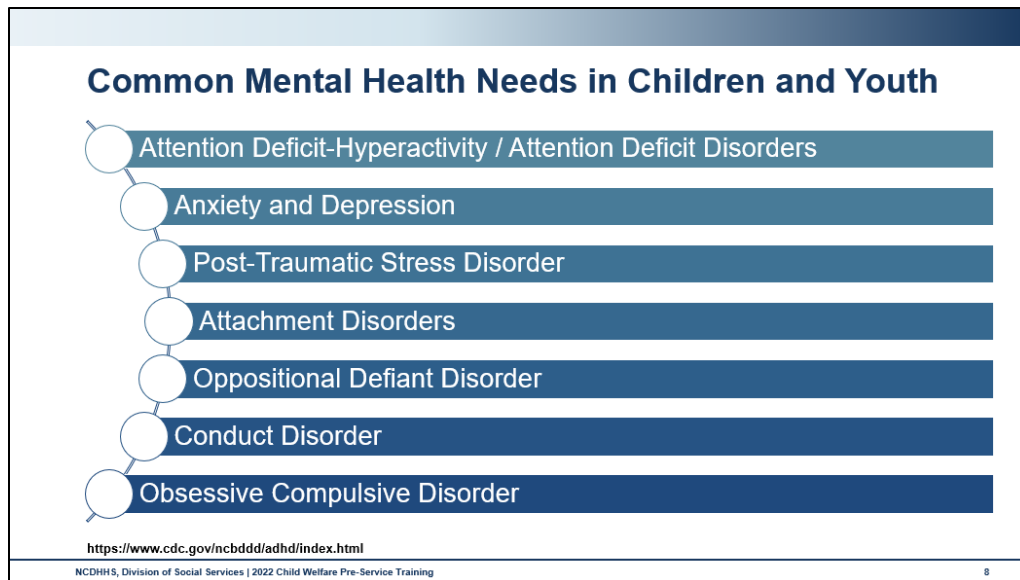 Common Mental Health Needs in Children and Youth
Attention Deficit-Hyperactivity / Attention Deficit Disorders
Anxiety and Depression
Post-Traumatic Stress Disorder
Attachment Disorders
Oppositional Defiant Disorder
Conduct Disorder
Obsessive Compulsive Disorder
https://www.cdc.gov/ncbddd/adhd/index.html
NCDHHS, Division of Social Services | 2022 Child Welfare Pre-Service Training
8